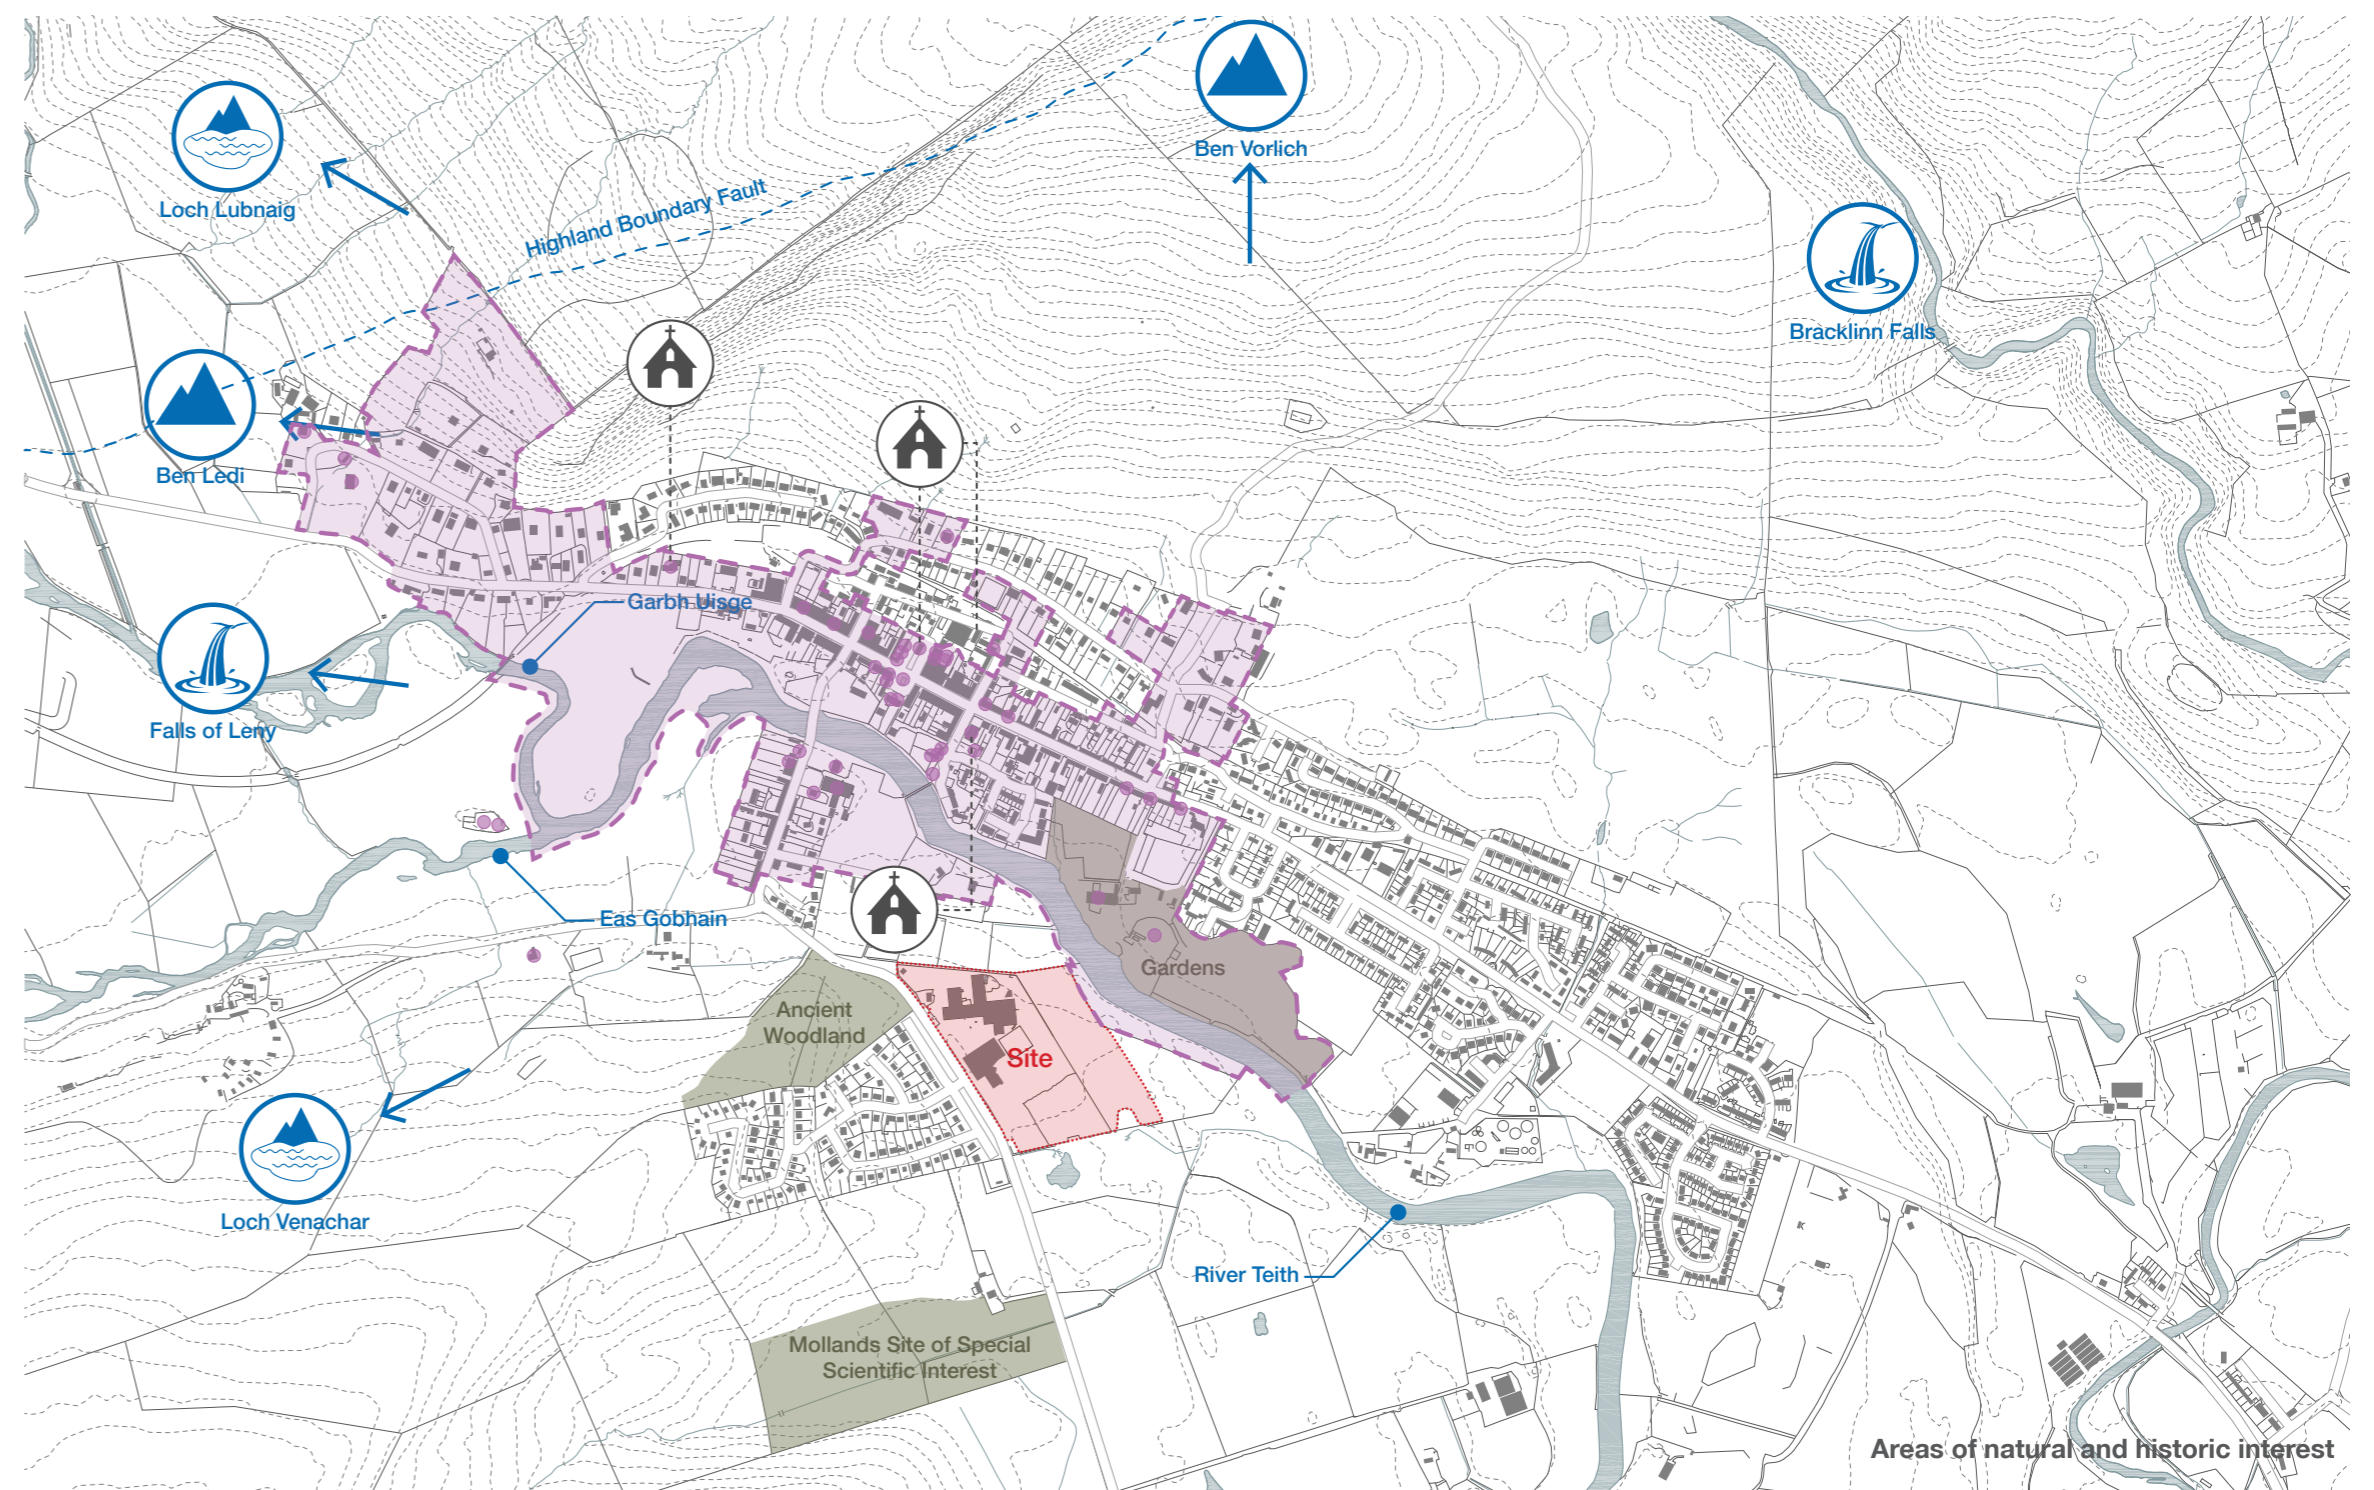 Ben Vorlich
Loch Lubnaig
Highland Boundary Fault
Bracklinn Falls
Ben Ledi
Garbh Uisge
Falls of Leny
Eas Gobhain
Gardens
Ancient
Woodland
Site
Loch Venachar
River Teith
Mollands Site of Special
Scientific Interest
Areas of natural and historic interest